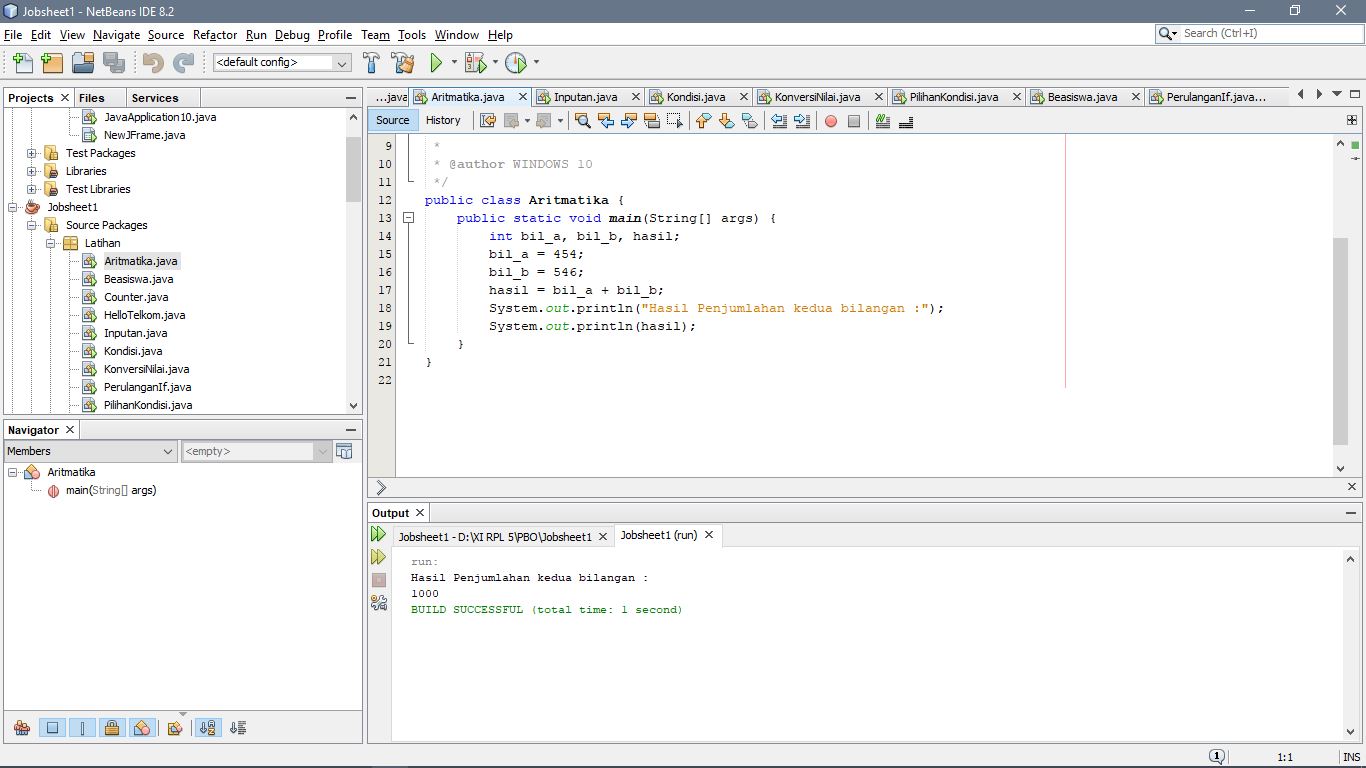 Jobsheet1 - NetBeans IDE 8.2
File Edit View Navigate Source Refactor Run Debug Profile Team Tools Window Help
Search (Ctrl+I)
<default config>
Projects Files Services
JavaApplication10.java
NewJFrame.java
Test Packages
Libraries
Test Libraries
Jobsheet1
Source Packages
Latihan
Aritmatika.java
Beasiswa.java
Counter.java
HelloTelkom.java
Inputan.java
Kondisi.java
KonversiNilai.java
PerulanganIf.java
PilihanKondisi.java
Navigator
Members <empty>
Aritmatika
main(String[] args)
...java Aritmatika.java Inputan.java Kondisi.java KonversiNilai.java PilihanKondisi.java Beasiswa.java PerulanganIf.java...
Source History
9 *
10 * @author WINDOWS 10
11 */
12 public class Aritmatika {
13 public static void main(String[] args) {
14 int bil_a, bil_b, hasil;
15 bil_a = 454;
16 bil_b = 546;
17 hasil = bil_a + bil_b;
18 System.out.println("Hasil Penjumlahan kedua bilangan :");
19 System.out.println(hasil);
20 }
21 }
22
Output
Jobsheet1 - D:\XI RPL 5\PBO\Jobsheet1 Jobsheet1 (run)
run:
Hasil Penjumlahan kedua bilangan :
1000
BUILD SUCCESSFUL (total time: 1 second)
1 1:1 INS